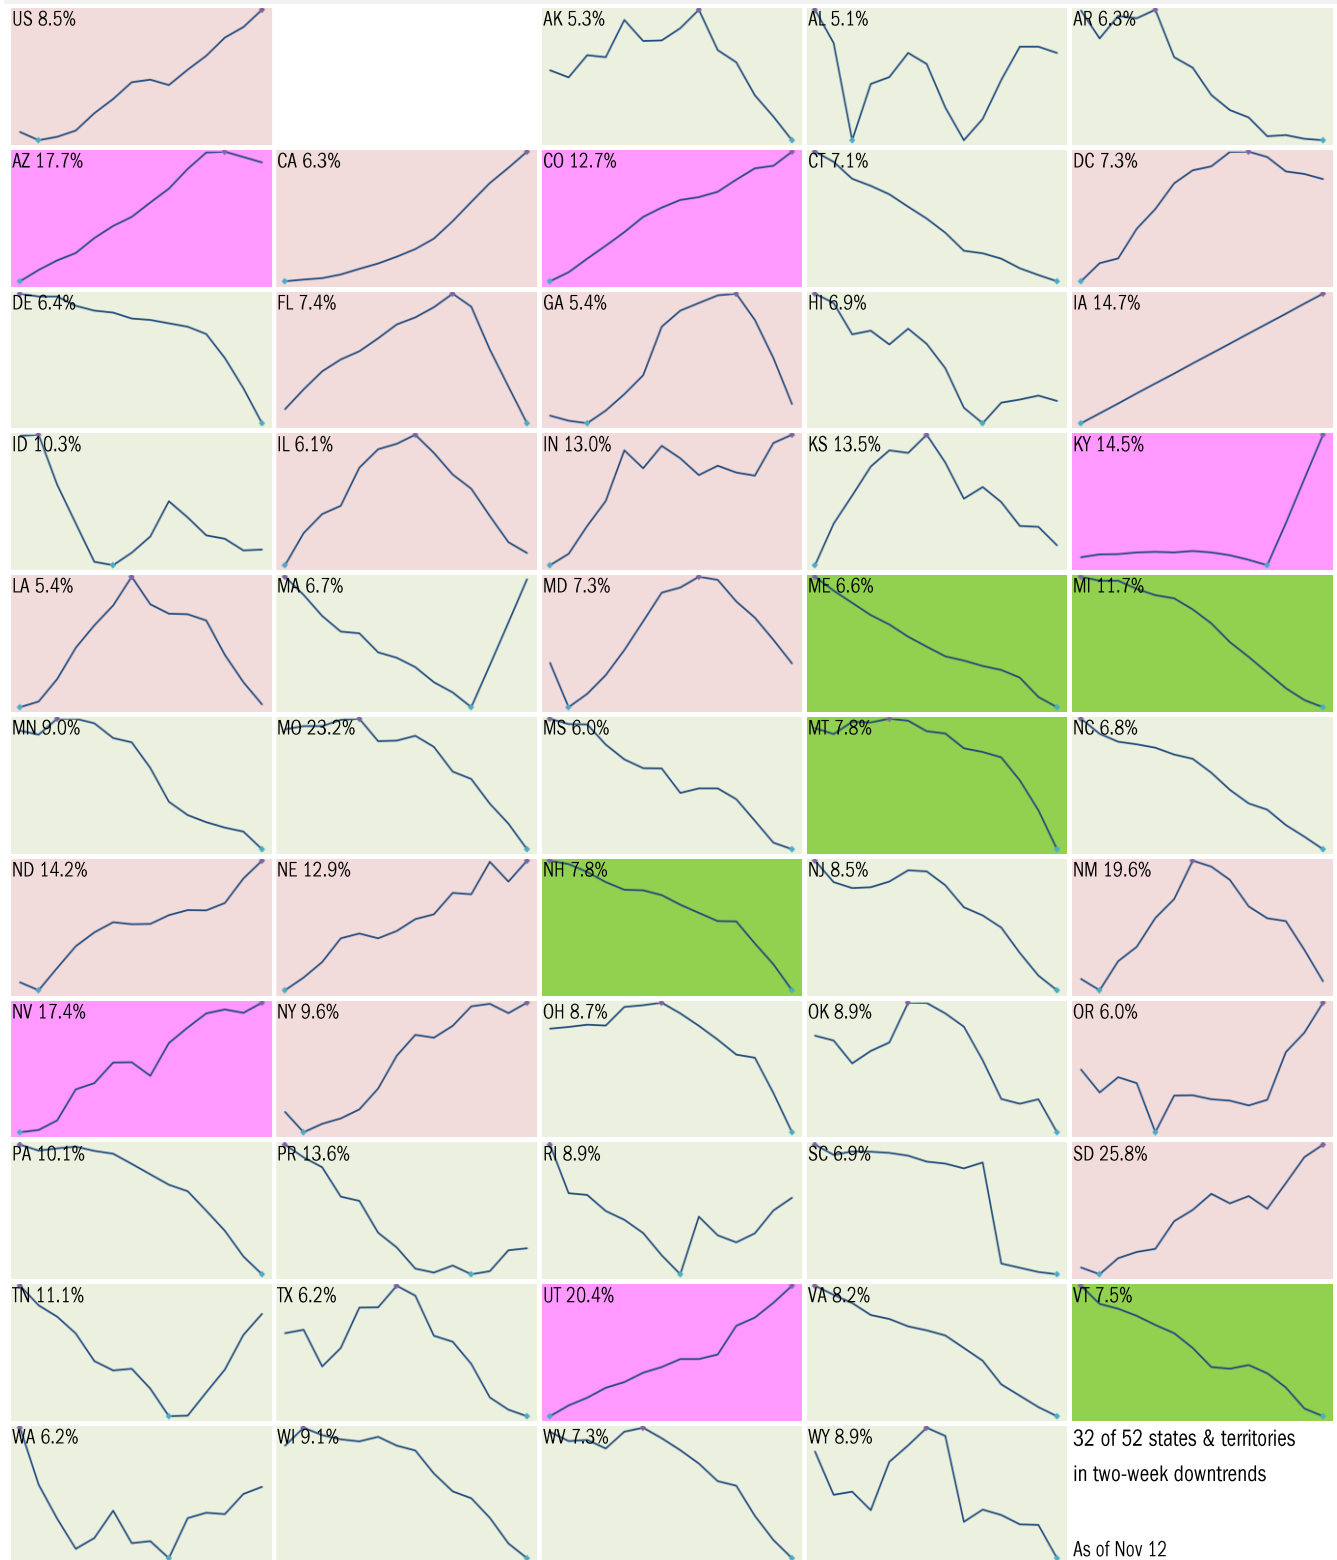 US 8.5%
AK 5.3%
AL 5.1%
AR 6.3%
AZ 17.7%
CA 6.3%
CO 12.7%
CT 7.1%
DC 7.3%
DE 6.4%
FL 7.4%
GA 5.4%
HI 6.9%
IA 14.7%
ID 10.3%
IL 6.1%
IN 13.0%
KS 13.5%
KY 14.5%
LA 5.4%
MA 6.7%
MD 7.3%
ME 6.6%
MI 11.7%
MN 9.0%
MO 23.2%
MS 6.0%
MT 7.8%
NC 6.8%
ND 14.2%
NE 12.9%
NH 7.8%
NJ 8.5%
NM 19.6%
NV 17.4%
NY 9.6%
OH 8.7%
OK 8.9%
OR 6.0%
PA 10.1%
PR 13.6%
RI 8.9%
SC 6.9%
SD 25.8%
TN 11.1%
TX 6.2%
UT 20.4%
VA 8.2%
VT 7.5%
WA 6.2%
WI 9.1%
WV 7.3%
WY 8.9%
32 of 52 states & territories
in two-week downtrends
As of Nov 12